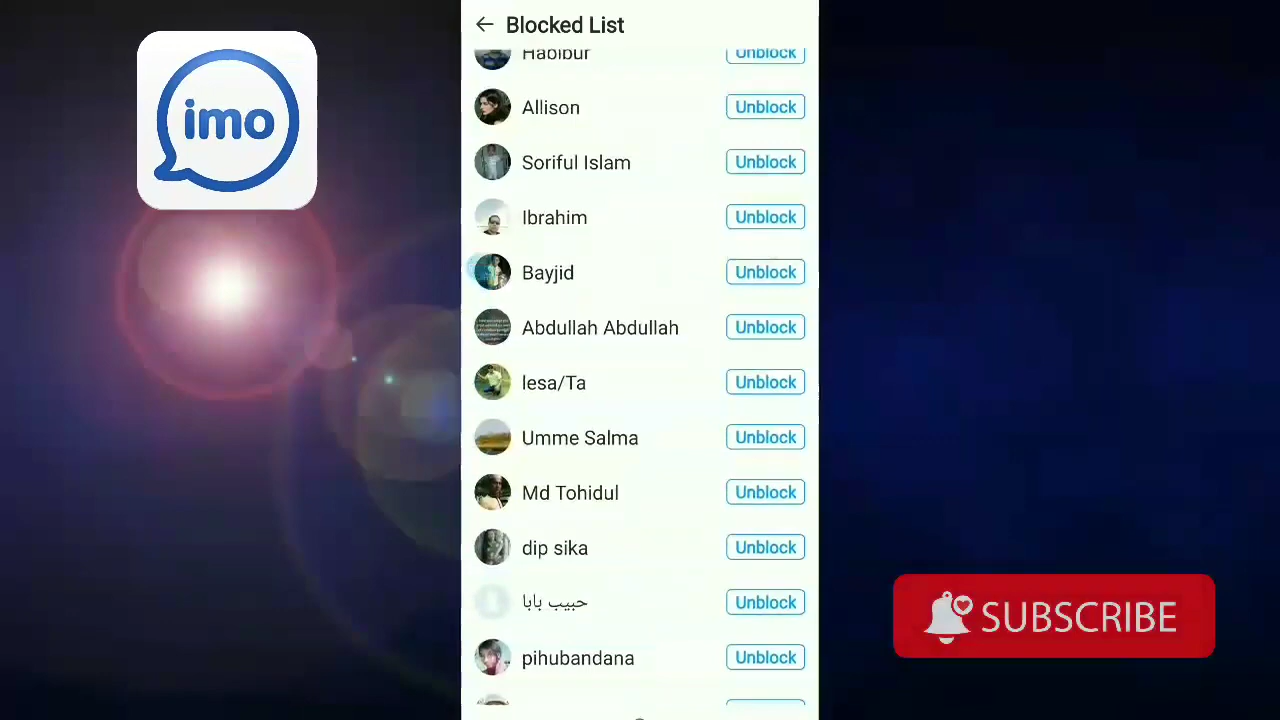 imo
Blocked List
Habibur Unblock
Allison Unblock
Soriful Islam Unblock
Ibrahim Unblock
Bayjid Unblock
Abdullah Abdullah Unblock
lesa/Ta Unblock
Umme Salma Unblock
Md Tohidul Unblock
dip sika Unblock
حبيب بابا Unblock
pihubandana Unblock
SUBSCRIBE